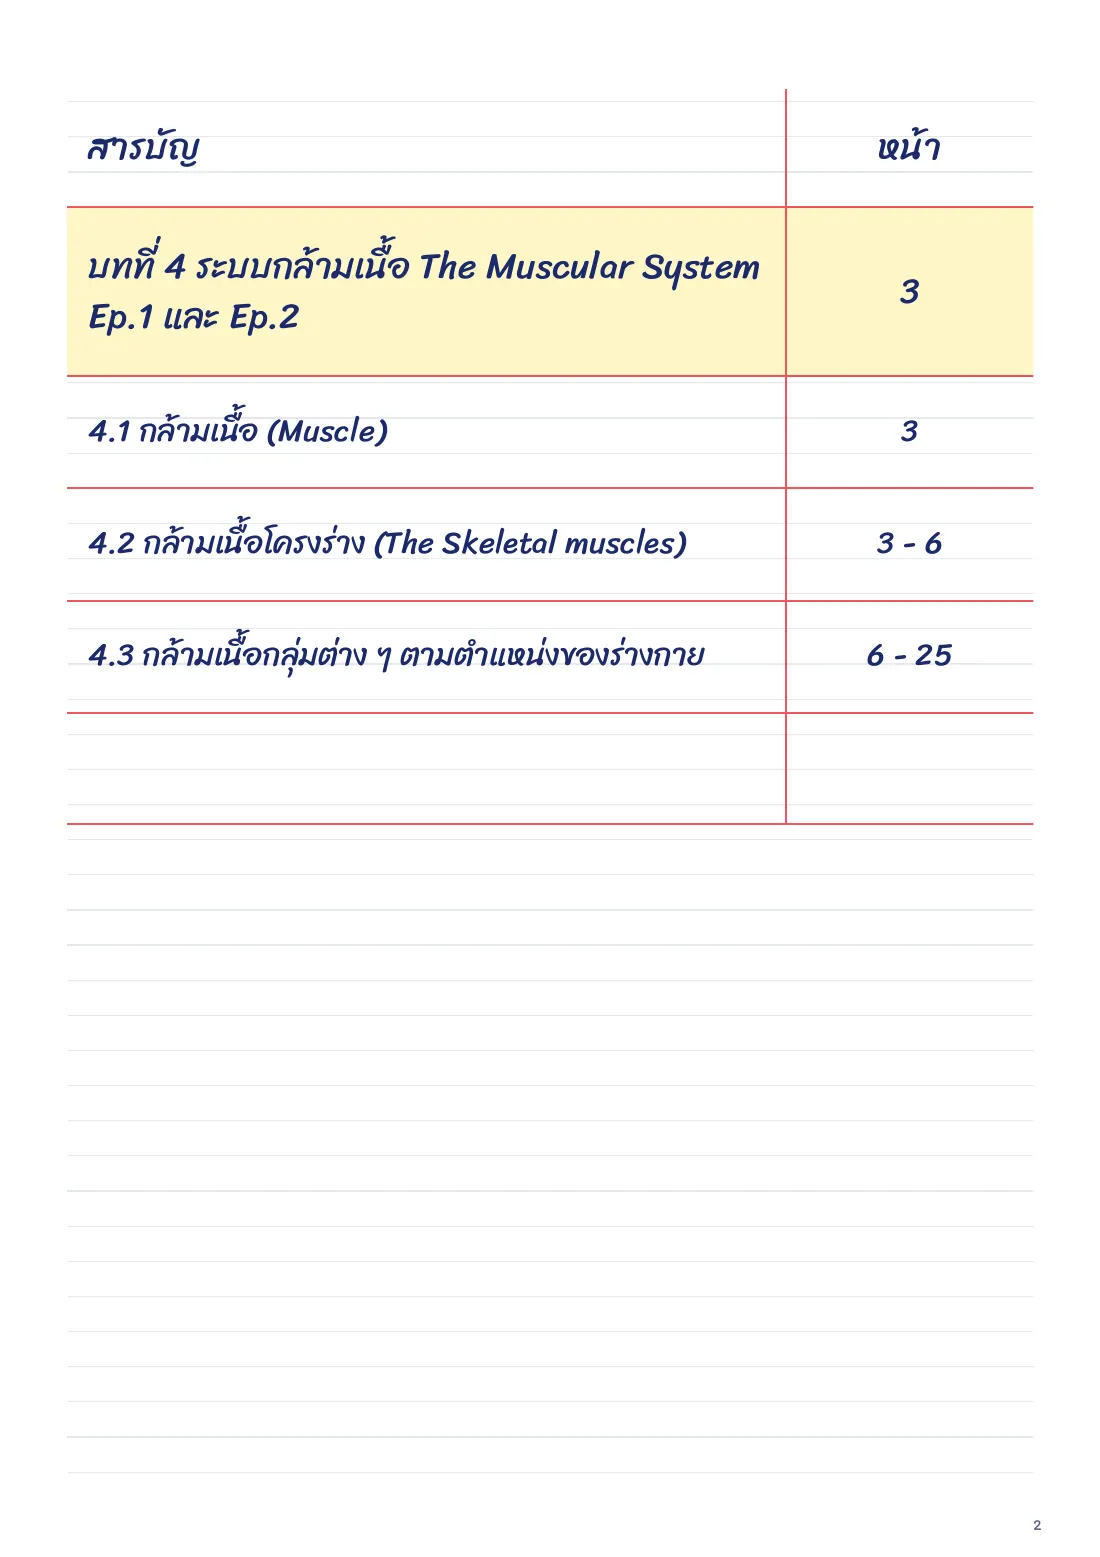 สารบัญ หน้า
บทที่ 4 ระบบกล้ามเนื้อ The Muscular System
Ep.1 และ Ep.2 3
4.1 กล้ามเนื้อ (Muscle) 3
4.2 กล้ามเนื้อโครงร่าง (The Skeletal muscles) 3 - 6
4.3 กล้ามเนื้อกลุ่มต่าง ๆ ตามตำแหน่งของร่างกาย 6 - 25
2